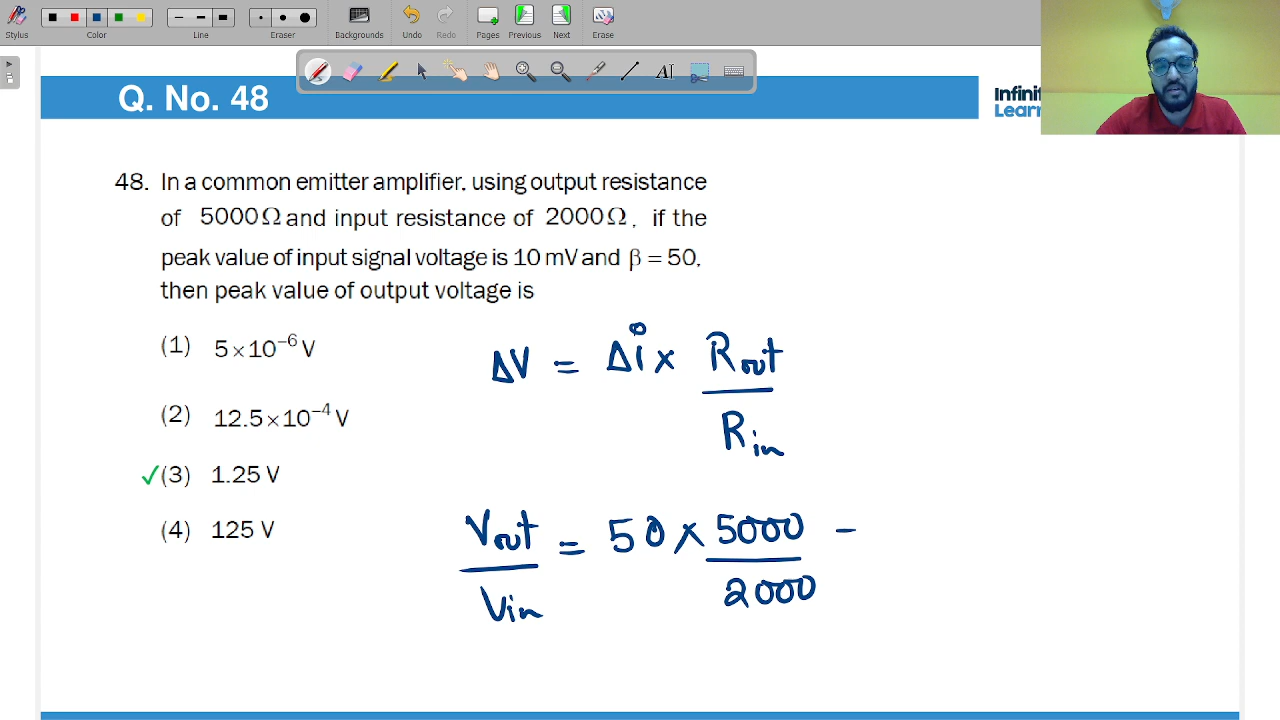 Stylus
Color
Line
Eraser
Backgrounds
Undo
Redo
Pages
Previous
Next
Erase
Q. No. 48
Infinit
Learn
48. In a common emitter amplifier, using output resistance
of 5000 Ω and input resistance of 2000 Ω, if the
peak value of input signal voltage is 10 mV and β = 50,
then peak value of output voltage is
(1) 5×10⁻⁶ V
(2) 12.5×10⁻⁴ V
✓(3) 1.25 V
(4) 125 V
ΔV = Δi × Rout
Rin
Vout = 50 × 5000 –
Vin 2000